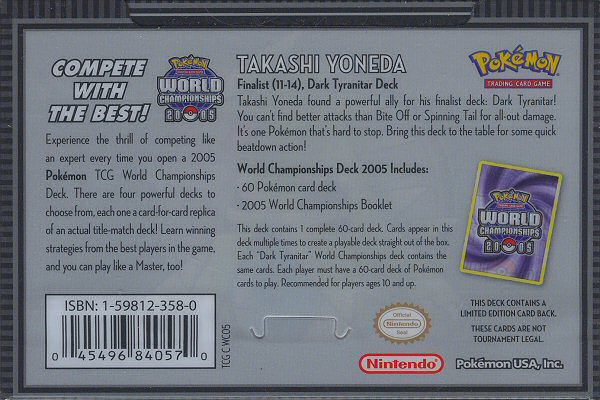 COMPETE
WITH
THE BEST!
Pokémon
WORLD
CHAMPIONSHIPS
2005
Experience the thrill of competing like
an expert every time you open a 2005
Pokémon TCG World Championships
Deck. There are four powerful decks to
choose from, each one a card-for-card replica
of an actual title-match deck! Learn winning
strategies from the best players in the game,
and you can play like a Master, too!
ISBN: 1-59812-358-0
0 45496 84057 0
TCG C WC05
TAKASHI YONEDA
Finalist (11-14), Dark Tyranitar Deck
Takashi Yoneda found a powerful ally for his finalist deck: Dark Tyranitar!
You can't find better attacks than Bite Off or Spinning Tail for all-out damage.
It's one Pokémon that's hard to stop. Bring this deck to the table for some quick
beatdown action!
World Championships Deck 2005 Includes:
- 60 Pokémon card deck
- 2005 World Championships Booklet
This deck contains 1 complete 60-card deck. Cards appear in this
deck multiple times to create a playable deck straight out of the box.
Each "Dark Tyranitar" World Championships deck contains the
same cards. Each player must have a 60-card deck of Pokémon
cards to play. Recommended for players ages 10 and up.
Official
Nintendo
Seal
Nintendo
Pokémon
TRADING CARD GAME
Pokémon
WORLD
CHAMPIONSHIPS
2005
THIS DECK CONTAINS A
LIMITED EDITION CARD BACK.
THESE CARDS ARE NOT
TOURNAMENT LEGAL.
Pokémon USA, Inc.